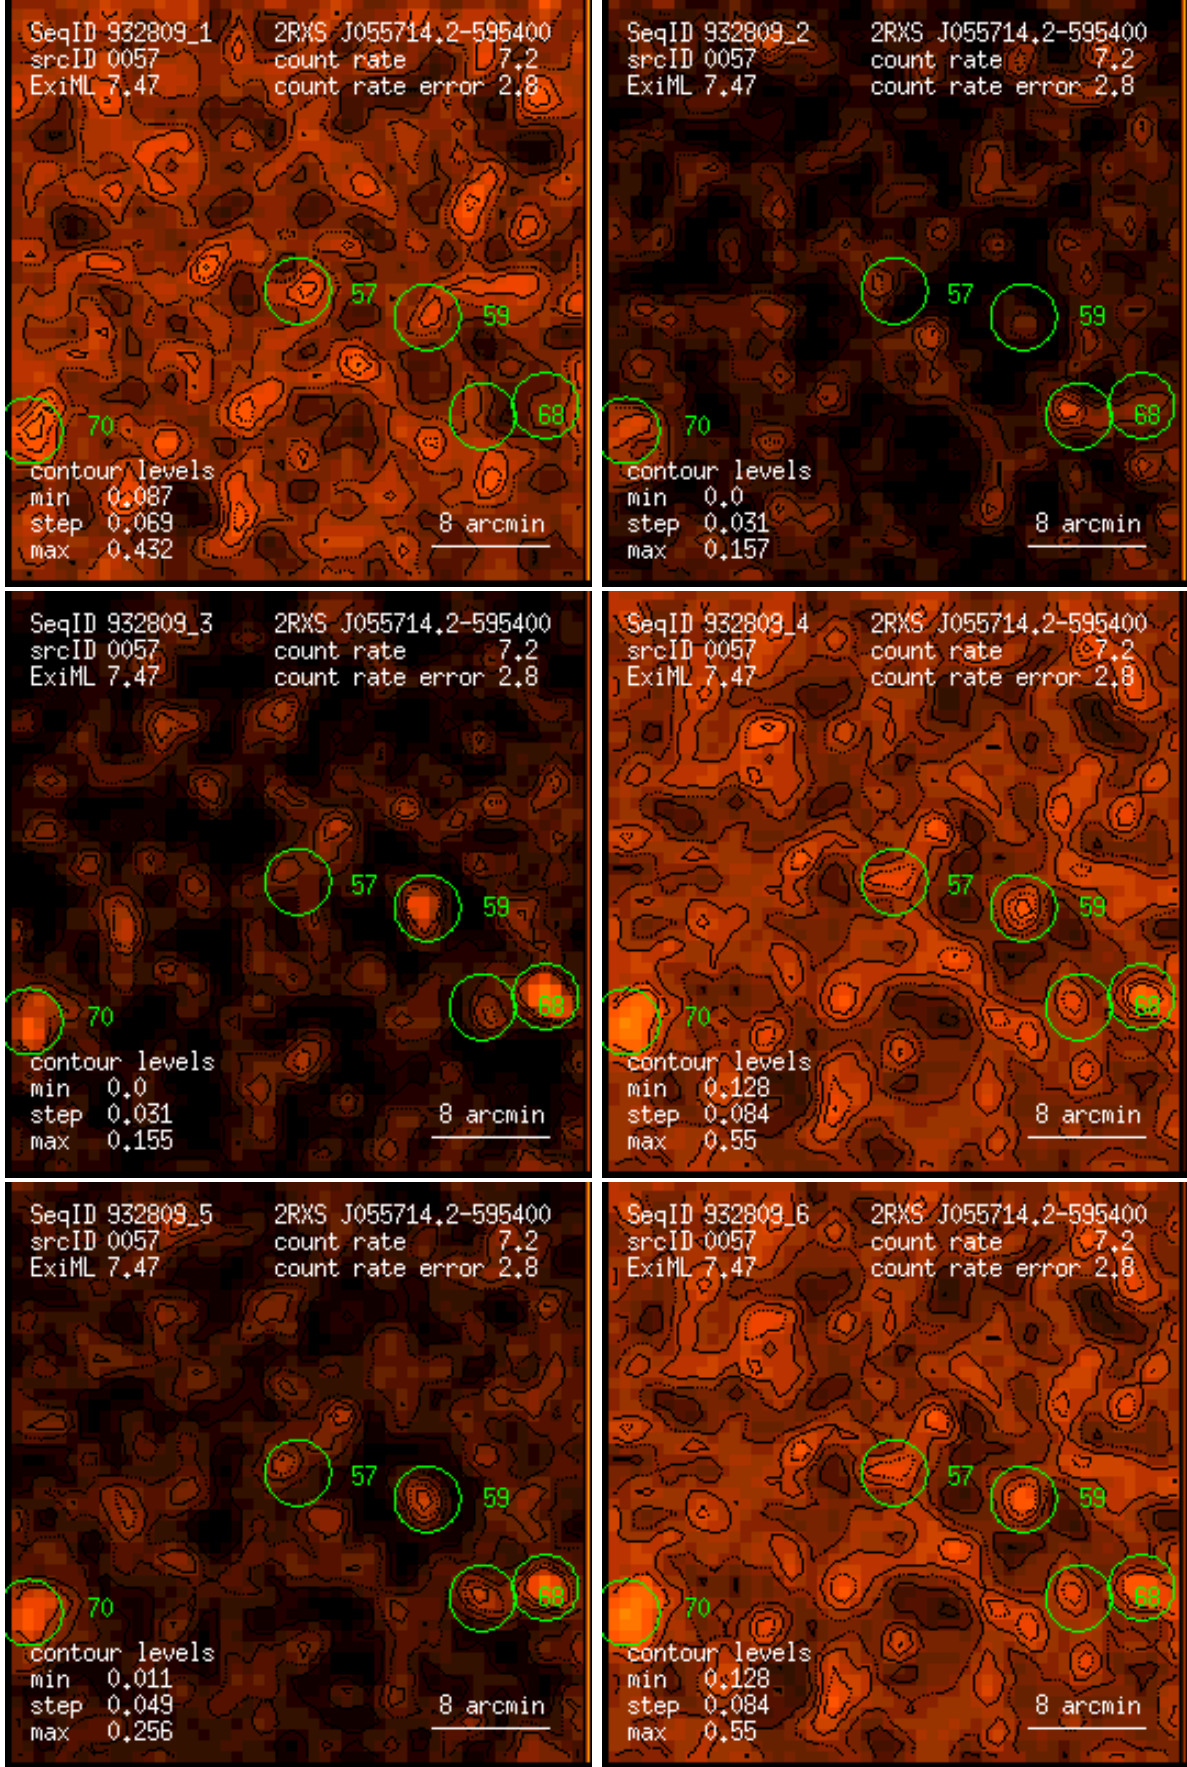 SeqID 932809_1 2RXS J055714.2-595400
srcID 0057 count rate 7.2
ExiML 7.47 count rate error 2.8
57
59
68
70
contour levels
min 0.087
step 0.069
max 0.432
8 arcmin
SeqID 932809_2 2RXS J055714.2-595400
srcID 0057 count rate 7.2
ExiML 7.47 count rate error 2.8
57
59
68
70
contour levels
min 0.0
step 0.031
max 0.157
8 arcmin
SeqID 932809_3 2RXS J055714.2-595400
srcID 0057 count rate 7.2
ExiML 7.47 count rate error 2.8
57
59
68
70
contour levels
min 0.0
step 0.031
max 0.155
8 arcmin
SeqID 932809_4 2RXS J055714.2-595400
srcID 0057 count rate 7.2
ExiML 7.47 count rate error 2.8
57
59
68
70
contour levels
min 0.128
step 0.084
max 0.55
8 arcmin
SeqID 932809_5 2RXS J055714.2-595400
srcID 0057 count rate 7.2
ExiML 7.47 count rate error 2.8
57
59
68
70
contour levels
min 0.011
step 0.049
max 0.256
8 arcmin
SeqID 932809_6 2RXS J055714.2-595400
srcID 0057 count rate 7.2
ExiML 7.47 count rate error 2.8
57
59
68
70
contour levels
min 0.128
step 0.084
max 0.55
8 arcmin